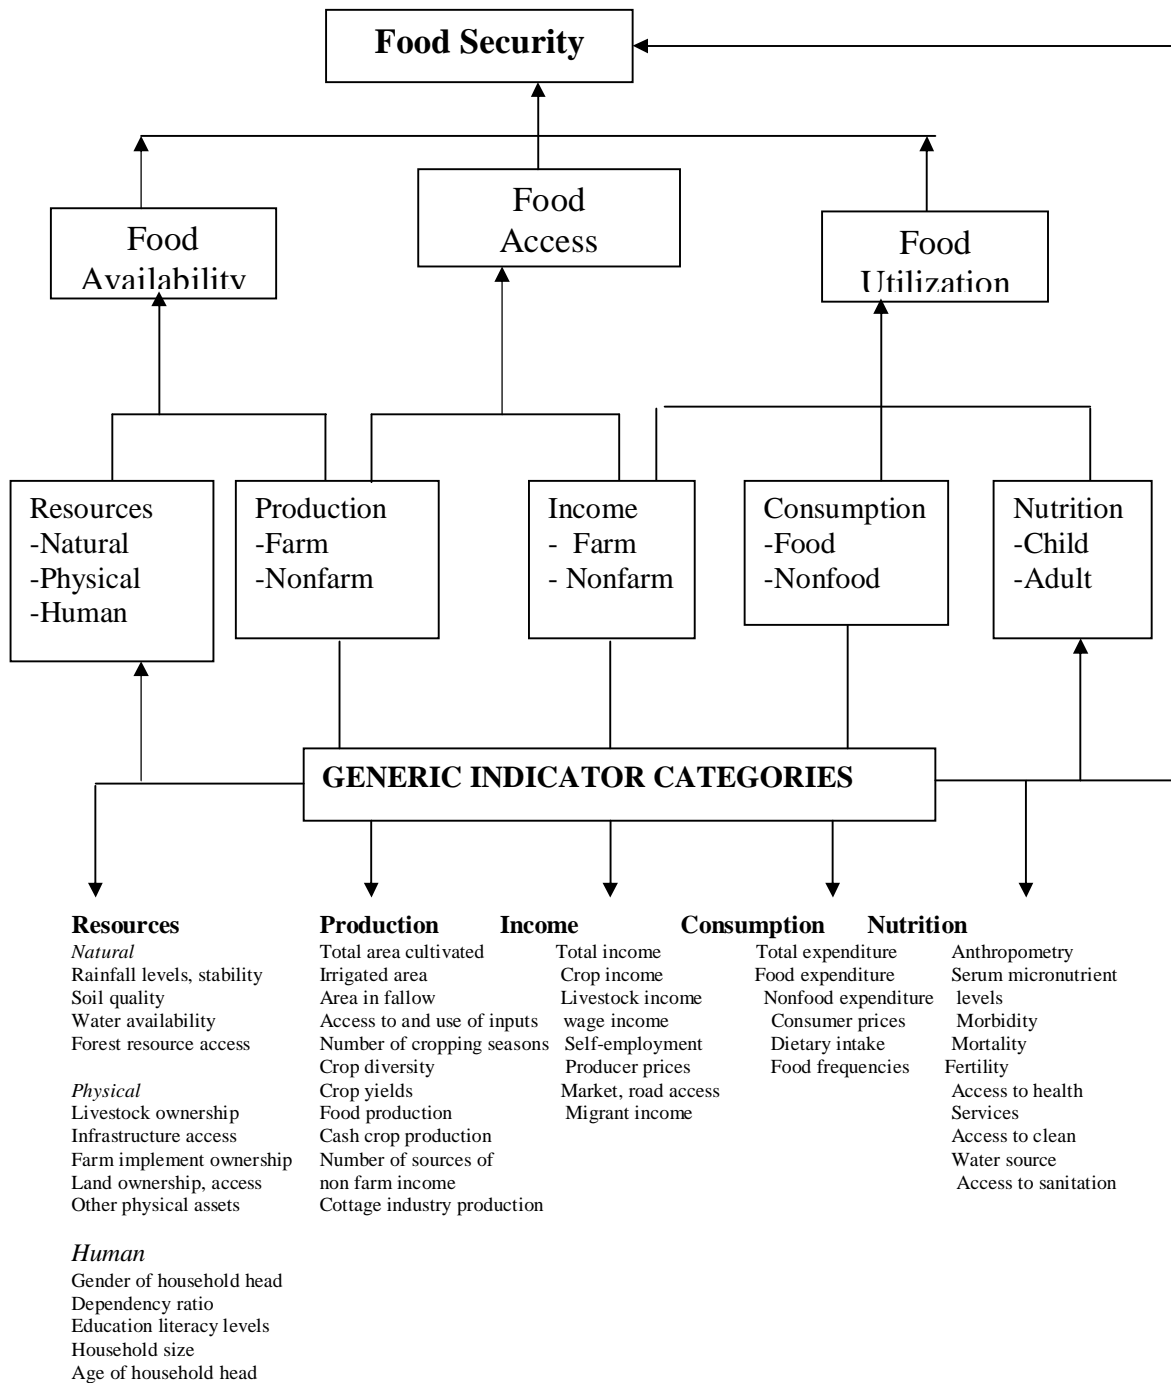 Food Security
Food
Availability
Food
Access
Food
Utilization
Resources
-Natural
-Physical
-Human
Production
-Farm
-Nonfarm
Income
- Farm
- Nonfarm
Consumption
-Food
-Nonfood
Nutrition
-Child
-Adult
GENERIC INDICATOR CATEGORIES
Resources
Natural
Rainfall levels, stability
Soil quality
Water availability
Forest resource access
Physical
Livestock ownership
Infrastructure access
Farm implement ownership
Land ownership, access
Other physical assets
Human
Gender of household head
Dependency ratio
Education literacy levels
Household size
Age of household head
Production
Total area cultivated
Irrigated area
Area in fallow
Access to and use of inputs
Number of cropping seasons
Crop diversity
Crop yields
Food production
Cash crop production
Number of sources of
non farm income
Cottage industry production
Income
Total income
Crop income
Livestock income
wage income
Self-employment
Producer prices
Market, road access
Migrant income
Consumption
Total expenditure
Food expenditure
Nonfood expenditure
Consumer prices
Dietary intake
Food frequencies
Nutrition
Anthropometry
Serum micronutrient
levels
Morbidity
Mortality
Fertility
Access to health
Services
Access to clean
Water source
Access to sanitation